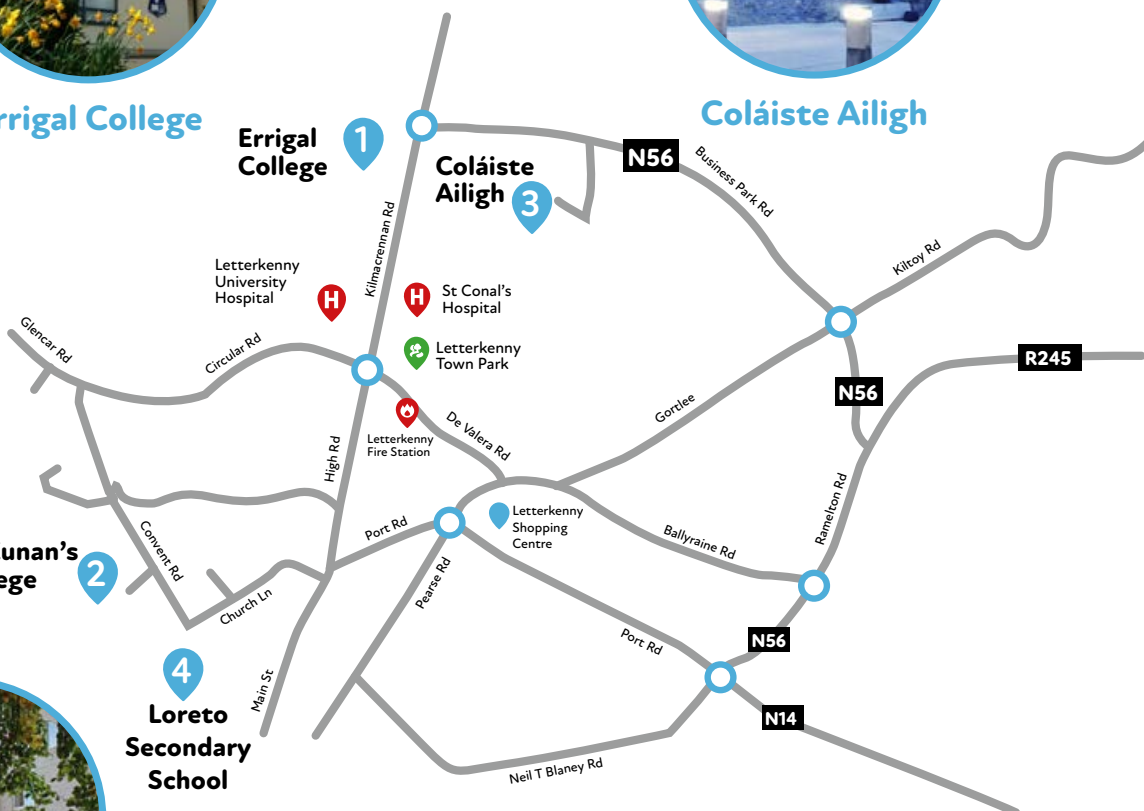 rrigal College
Coláiste Ailigh
Errigal
College
1
Coláiste
Ailigh
3
N56
Business Park Rd
Kilmacrennan Rd
Kiltoy Rd
Letterkenny
University
Hospital
H
H
St Conal's
Hospital
Letterkenny
Town Park
Glencar Rd
Circular Rd
R245
N56
Gortlee
De Valera Rd
Letterkenny
Fire Station
High Rd
Ramelton Rd
Letterkenny
Shopping
Centre
Port Rd
Ballyraine Rd
Convent Rd
unan's
ege
2
Pearse Rd
Church Ln
Port Rd
N56
4
Loreto
Secondary
School
Main St
N14
Neil T Blaney Rd